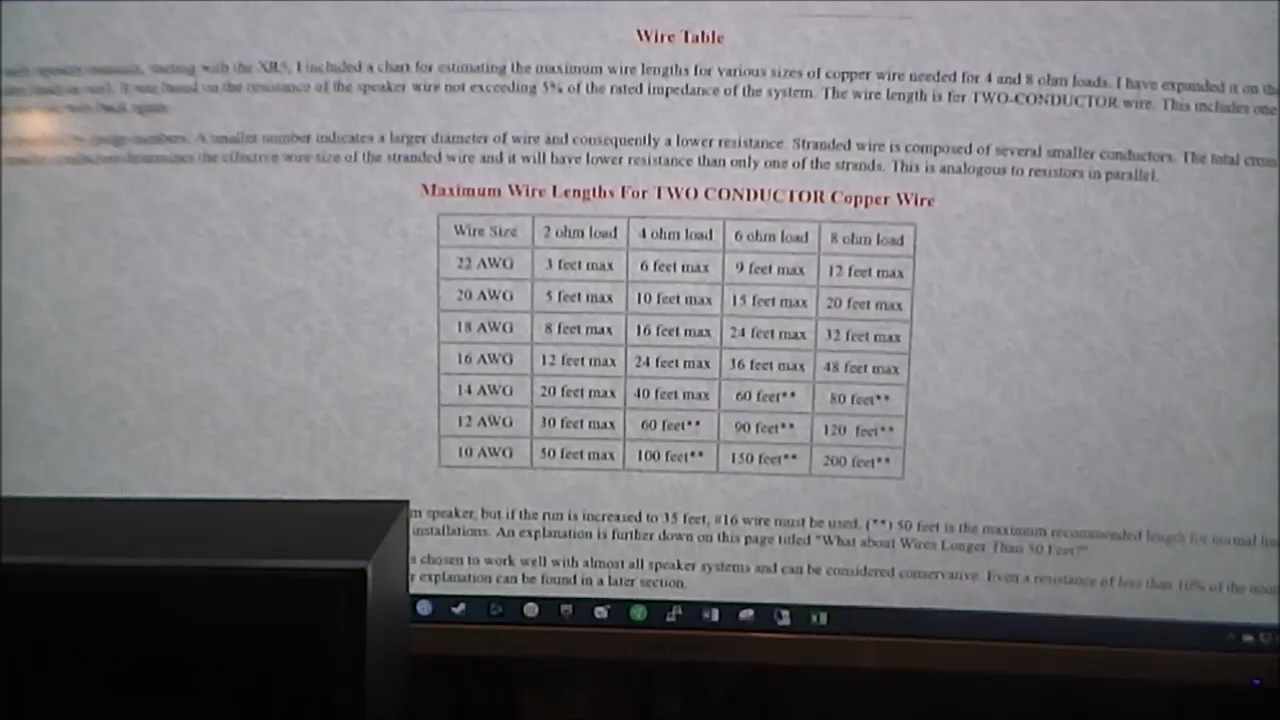 Wire Table
starting with the XRS, I included a chart for estimating the maximum wire lengths for various sizes of copper wire needed for 4 and 8 ohm loads. I have expanded it on
It was based on the resistance of the speaker wire not exceeding 5% of the rated impedance of the system. The wire length is for TWO-CONDUCTOR wire. This includes one
back again.
numbers. A smaller number indicates a larger diameter of wire and consequently a lower resistance. Stranded wire is composed of several smaller conductors. The total cross
the effective wire size of the stranded wire and it will have lower resistance than only one of the strands. This is analogous to resistors in parallel.
Maximum Wire Lengths For TWO CONDUCTOR Copper Wire
Wire Size 2 ohm load 4 ohm load 6 ohm load 8 ohm load
22 AWG 3 feet max 6 feet max 9 feet max 12 feet max
20 AWG 5 feet max 10 feet max 15 feet max 20 feet max
18 AWG 8 feet max 16 feet max 24 feet max 32 feet max
16 AWG 12 feet max 24 feet max 36 feet max 48 feet max
14 AWG 20 feet max 40 feet max 60 feet** 80 feet**
12 AWG 30 feet max 60 feet** 90 feet** 120 feet**
10 AWG 50 feet max 100 feet** 150 feet** 200 feet**
m speaker, but if the run is increased to 35 feet, #16 wire must be used. (**) 50 feet is the maximum recommended length for normal
installations. An explanation is further down on this page titled "What about Wires Longer Than 50 Feet?".
s chosen to work well with almost all speaker systems and can be considered conservative. Even a resistance of less than 10% of the
r explanation can be found in a later section.